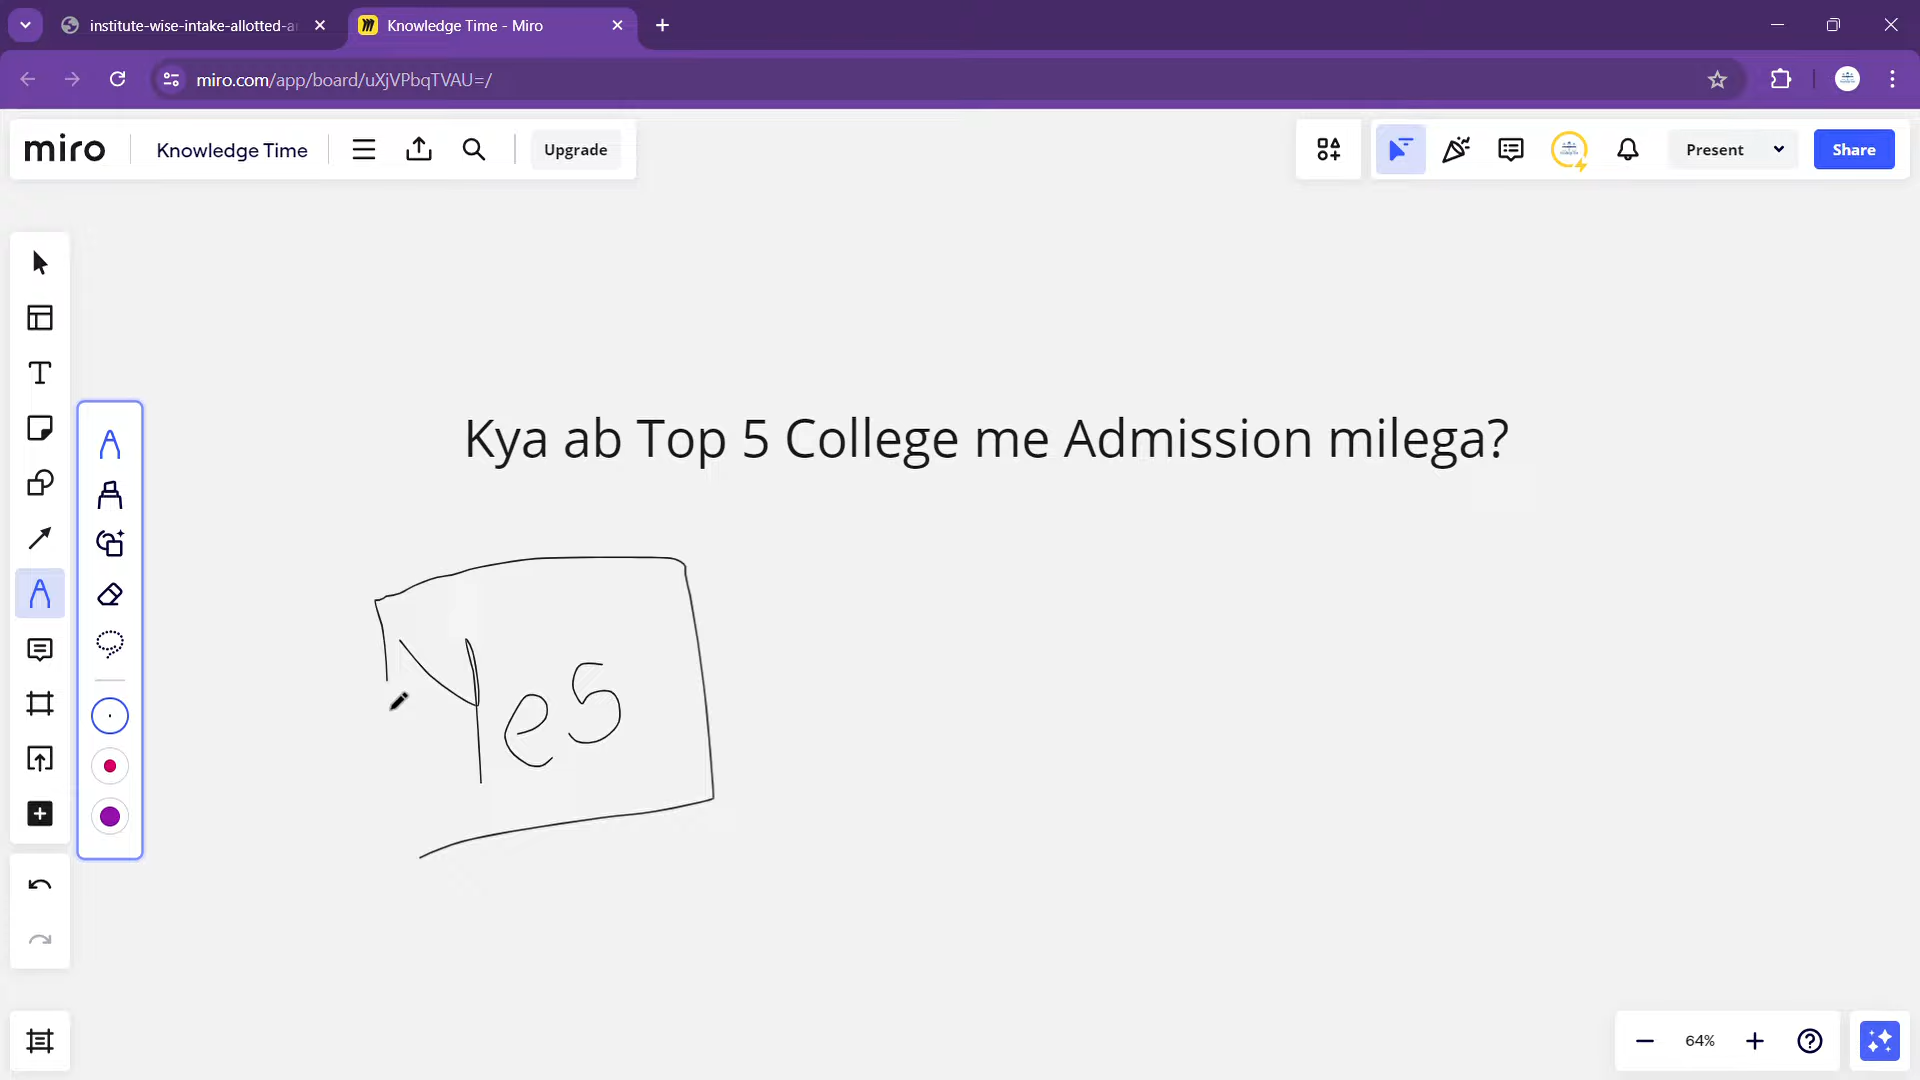 institute-wise-intake-allotted-a
Knowledge Time - Miro
miro.com/app/board/uXjVPbqTVAU=/
miro
Knowledge Time
Upgrade
Present
Share
Kya ab Top 5 College me Admission milega?
Yes
64%